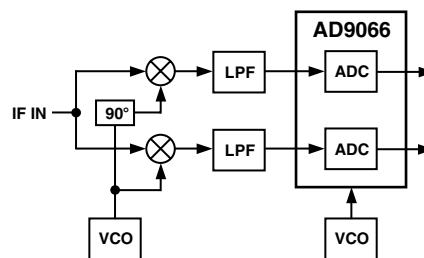 AD9066
LPF
ADC
IF IN
90°
LPF
ADC
VCO
VCO